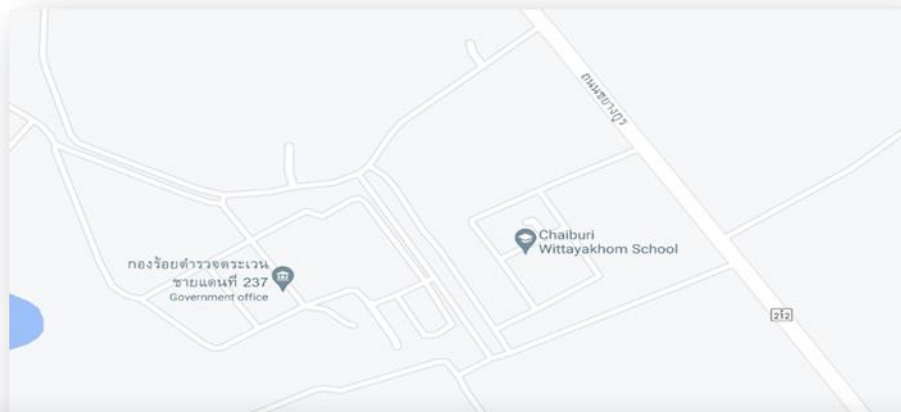 ถนนชยางกูร
Chaiburi
Wittayakhom School
กองร้อยตำรวจตระเวน
ชายแดนที่ 237
Government office
212